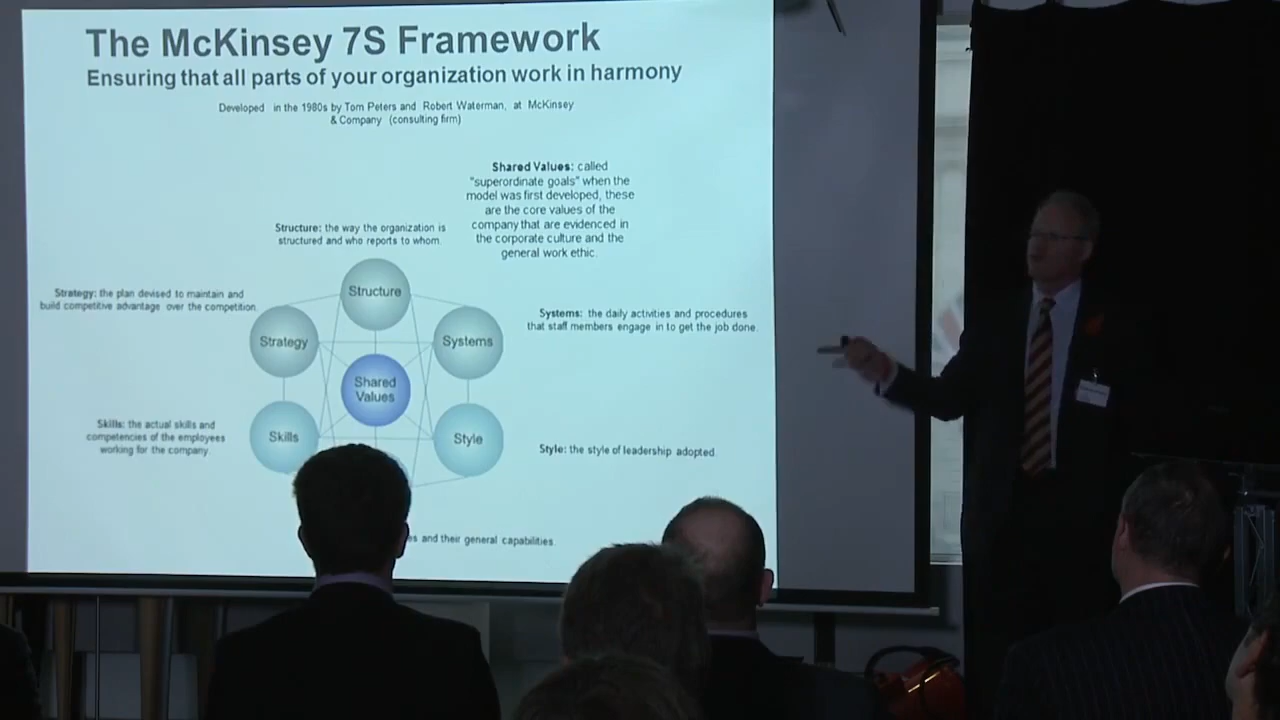 The McKinsey 7S Framework
Ensuring that all parts of your organization work in harmony
Developed in the 1980s by Tom Peters and Robert Waterman, at McKinsey
& Company (consulting firm)
Shared Values: called
"superordinate goals" when the
model was first developed, these
are the core values of the
company that are evidenced in
the corporate culture and the
general work ethic.
Structure: the way the organization is
structured and who reports to whom.
Strategy: the plan devised to maintain and
build competitive advantage over the competition.
Structure
Strategy
Systems
Systems: the daily activities and procedures
that staff members engage in to get the job done.
Shared
Values
Skills: the actual skills and
competencies of the employees
working for the company.
Skills
Style
Style: the style of leadership adopted.
and their general capabilities.